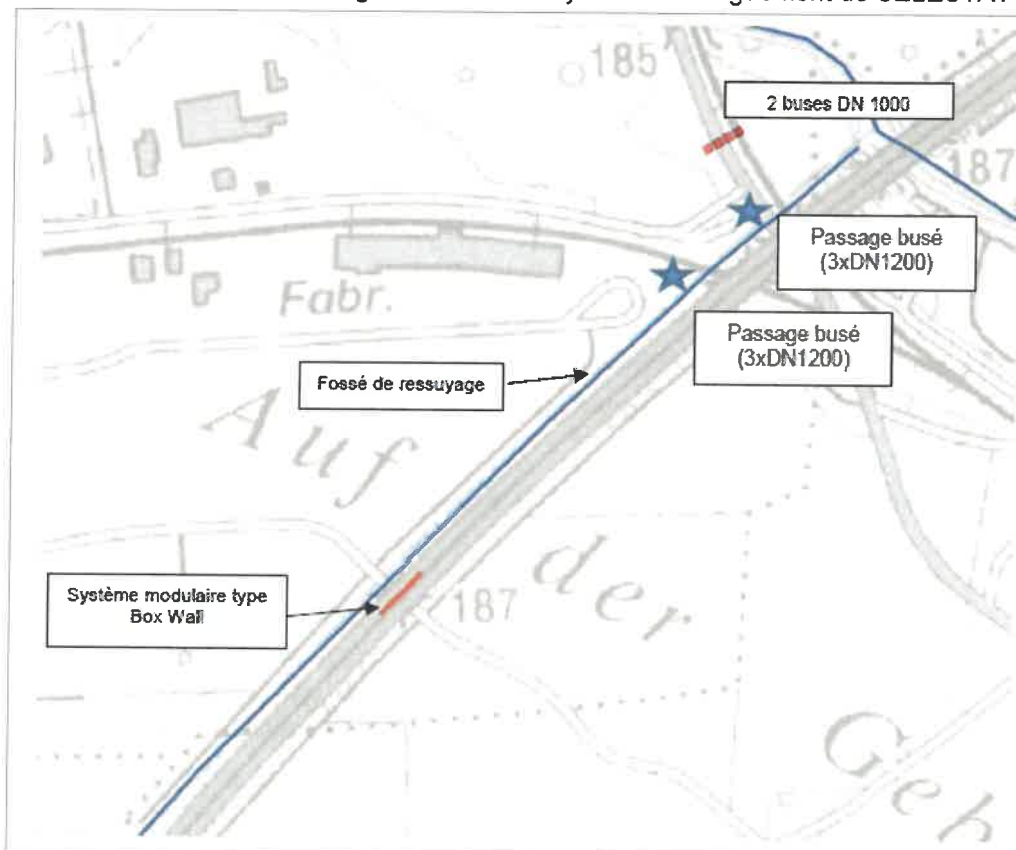 185
2 buses DN 1000
187
Passage busé
(3xDN1200)
Fabr.
Passage busé
(3xDN1200)
Fossé de ressuyage
Auf
der
Système modulaire type
Box Wall
187
Geh